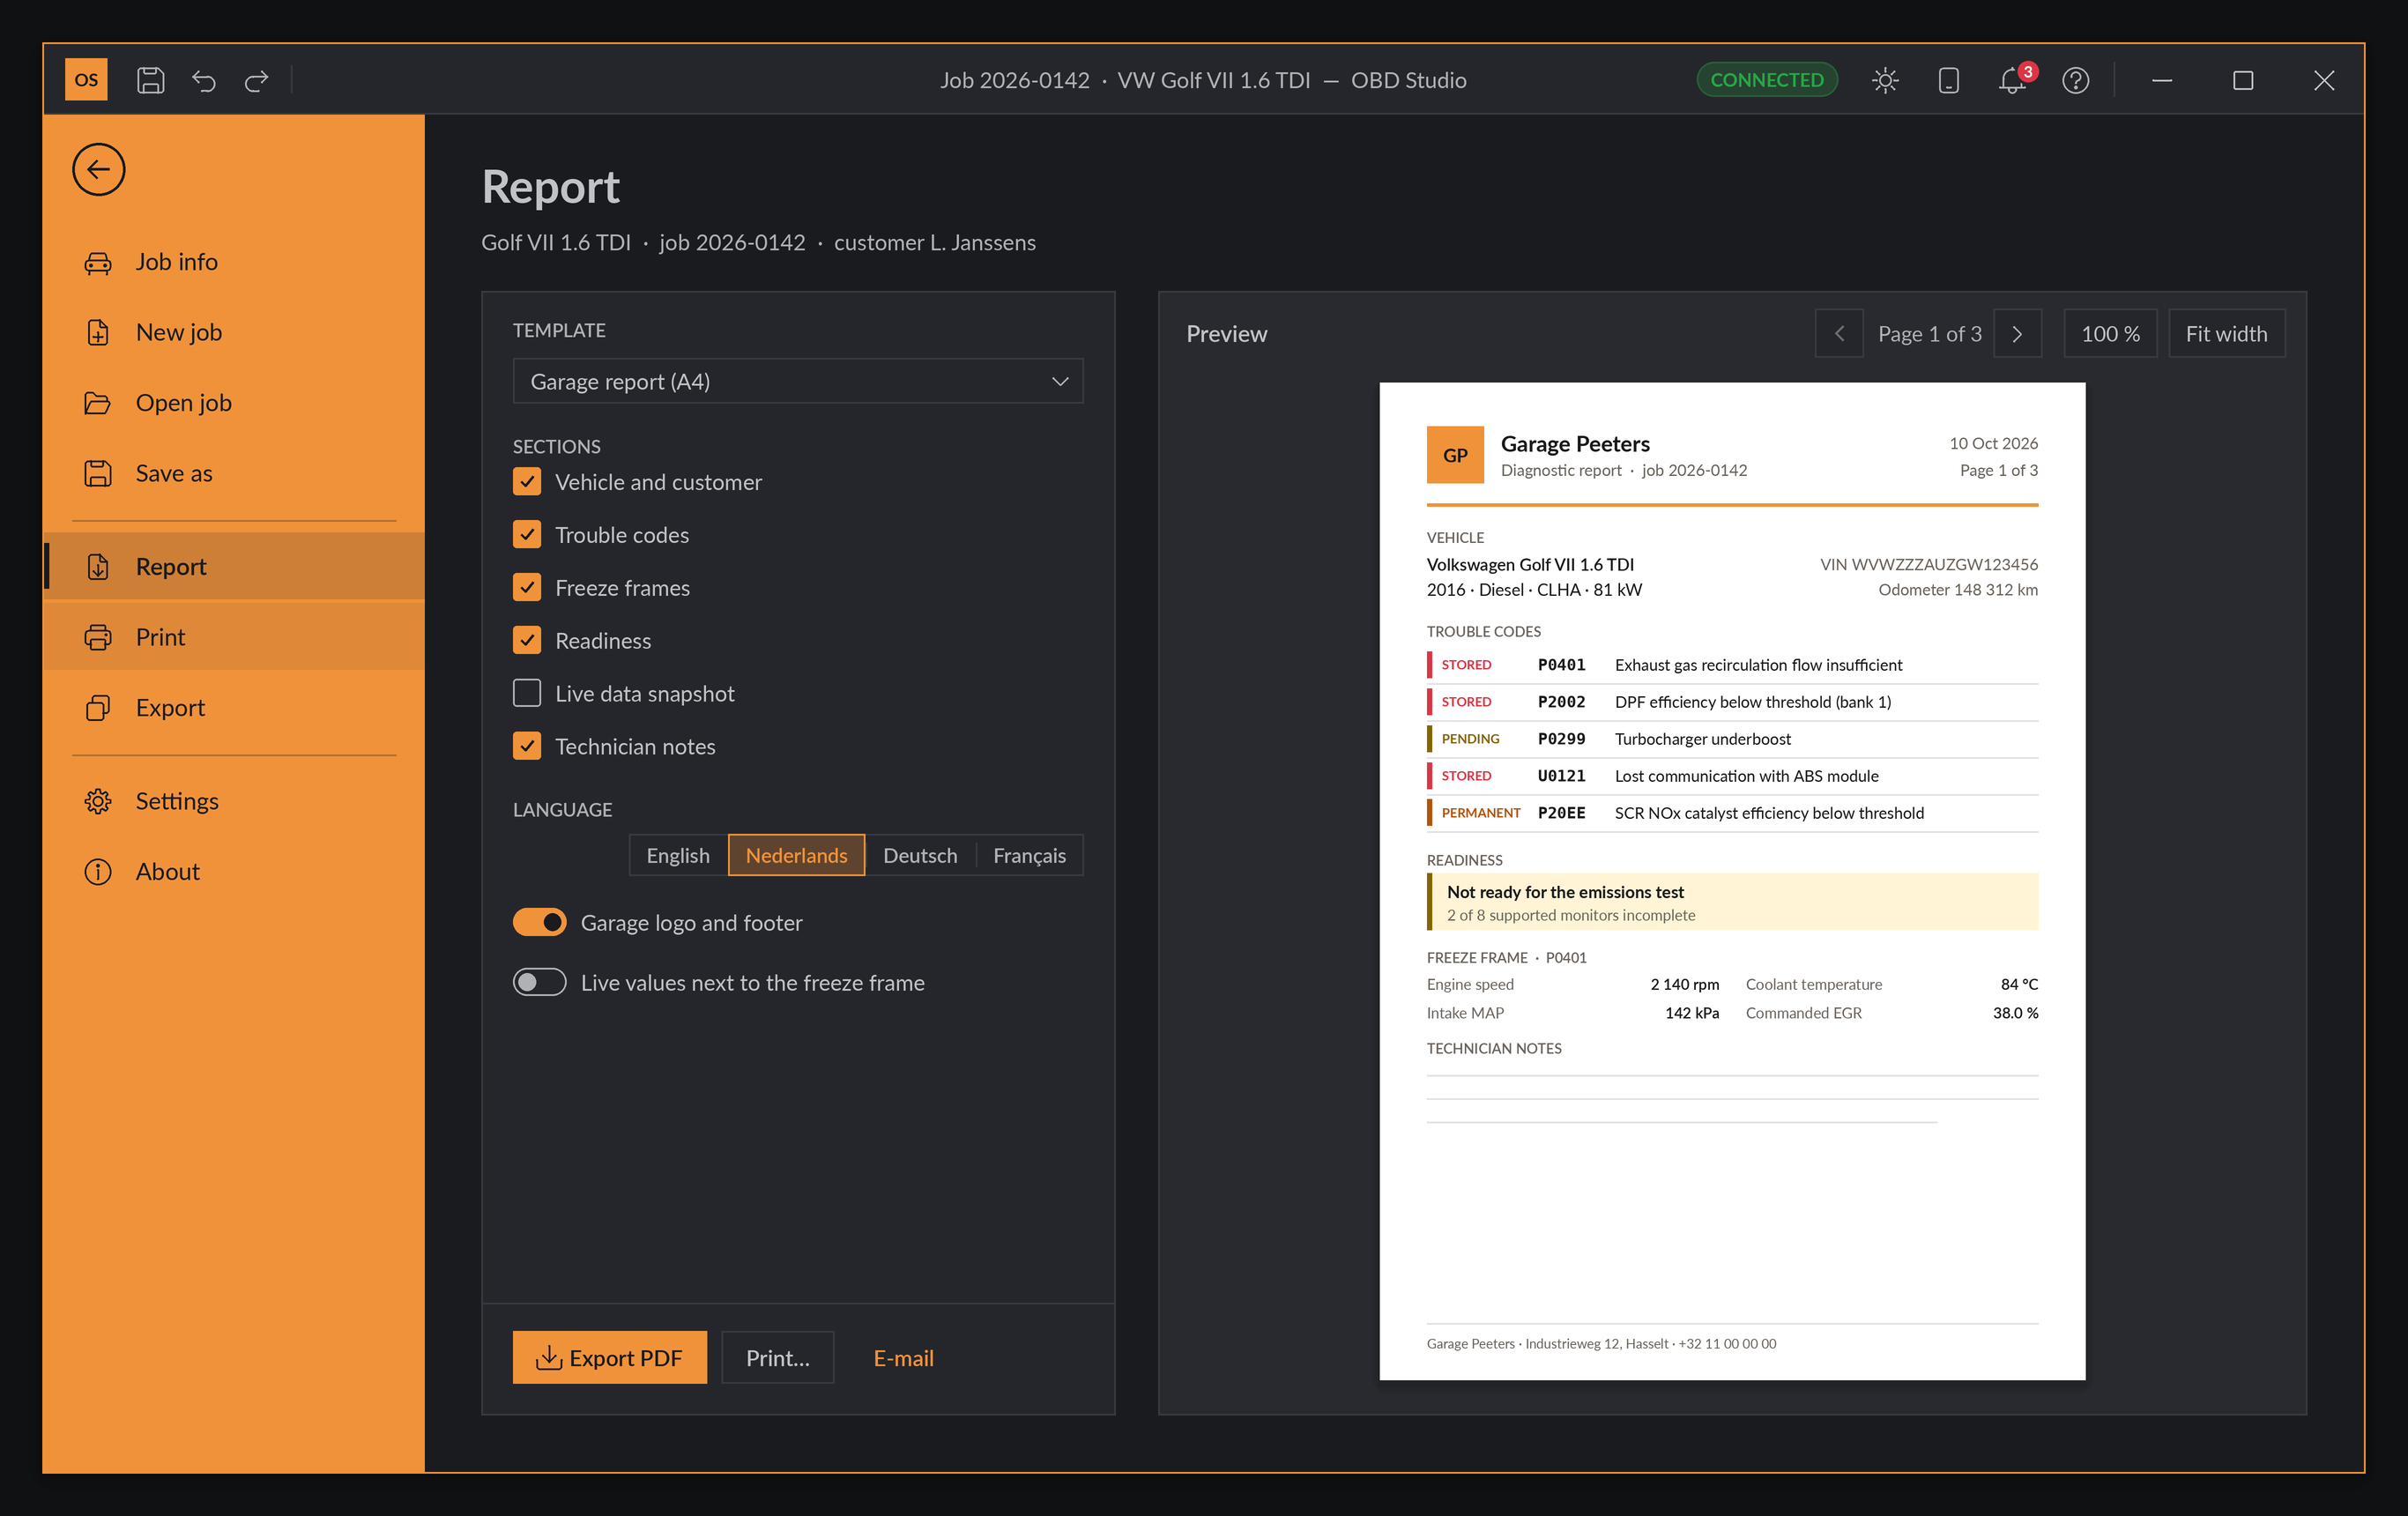 OS
Job 2026-0142 · VW Golf VII 1.6 TDI — OBD Studio
CONNECTED
3
Job info
New job
Open job
Save as
Report
Print
Export
Settings
About
Report
Golf VII 1.6 TDI · job 2026-0142 · customer L. Janssens
TEMPLATE
Garage report (A4)
SECTIONS
Vehicle and customer
Trouble codes
Freeze frames
Readiness
Live data snapshot
Technician notes
LANGUAGE
English Nederlands Deutsch Français
Garage logo and footer
Live values next to the freeze frame
Export PDF Print... E-mail
Preview
Page 1 of 3
100 %
Fit width
GP
Garage Peeters
Diagnostic report · job 2026-0142
10 Oct 2026
Page 1 of 3
VEHICLE
Volkswagen Golf VII 1.6 TDI VIN WVWZZZAUZGW123456
2016 · Diesel · CLHA · 81 kW Odometer 148 312 km
TROUBLE CODES
STORED P0401 Exhaust gas recirculation flow insufficient
STORED P2002 DPF efficiency below threshold (bank 1)
PENDING P0299 Turbocharger underboost
STORED U0121 Lost communication with ABS module
PERMANENT P20EE SCR NOx catalyst efficiency below threshold
READINESS
Not ready for the emissions test
2 of 8 supported monitors incomplete
FREEZE FRAME · P0401
Engine speed 2 140 rpm Coolant temperature 84 °C
Intake MAP 142 kPa Commanded EGR 38.0 %
TECHNICIAN NOTES
Garage Peeters · Industrieweg 12, Hasselt · +32 11 00 00 00